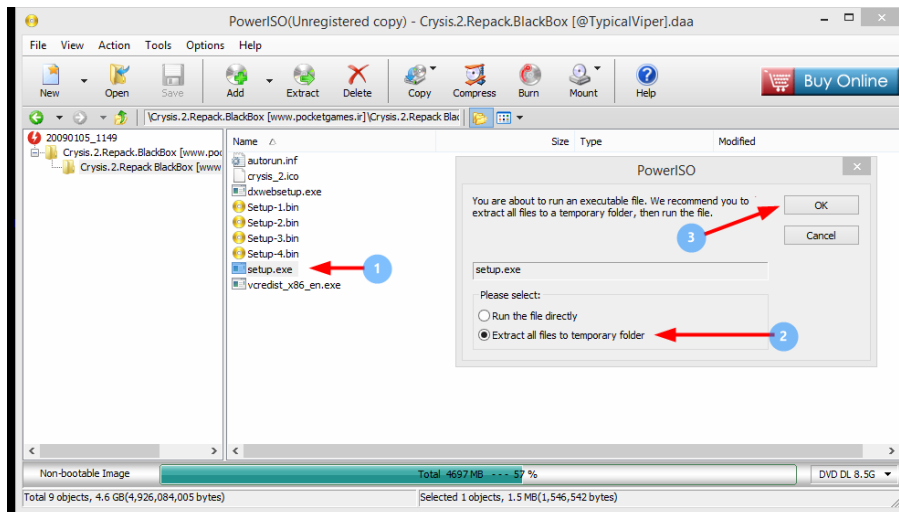 PowerISO(Unregistered copy) - Crysis.2.Repack.BlackBox [@TypicalViper].daa
File View Action Tools Options Help
New Open Save Add Extract Delete Copy Compress Burn Mount Help Buy Online
\Crysis.2.Repack.BlackBox [www.pocketgames.ir]\Crysis.2.Repack Blac
20090105_1149
Crysis.2.Repack.BlackBox [www.poc
Crysis.2.Repack BlackBox [www
Name Size Type Modified
autorun.inf
crysis_2.ico
dxwebsetup.exe
Setup-1.bin
Setup-2.bin
Setup-3.bin
Setup-4.bin
setup.exe
1
vcredist_x86_en.exe
PowerISO
You are about to run an executable file. We recommend you to
extract all files to a temporary folder, then run the file.
OK
3
Cancel
setup.exe
Please select:
Run the file directly
Extract all files to temporary folder
2
Non-bootable Image Total 4697 MB - - - 57 % DVD DL 8.5G
Total 9 objects, 4.6 GB(4,926,084,005 bytes) Selected 1 objects, 1.5 MB(1,546,542 bytes)